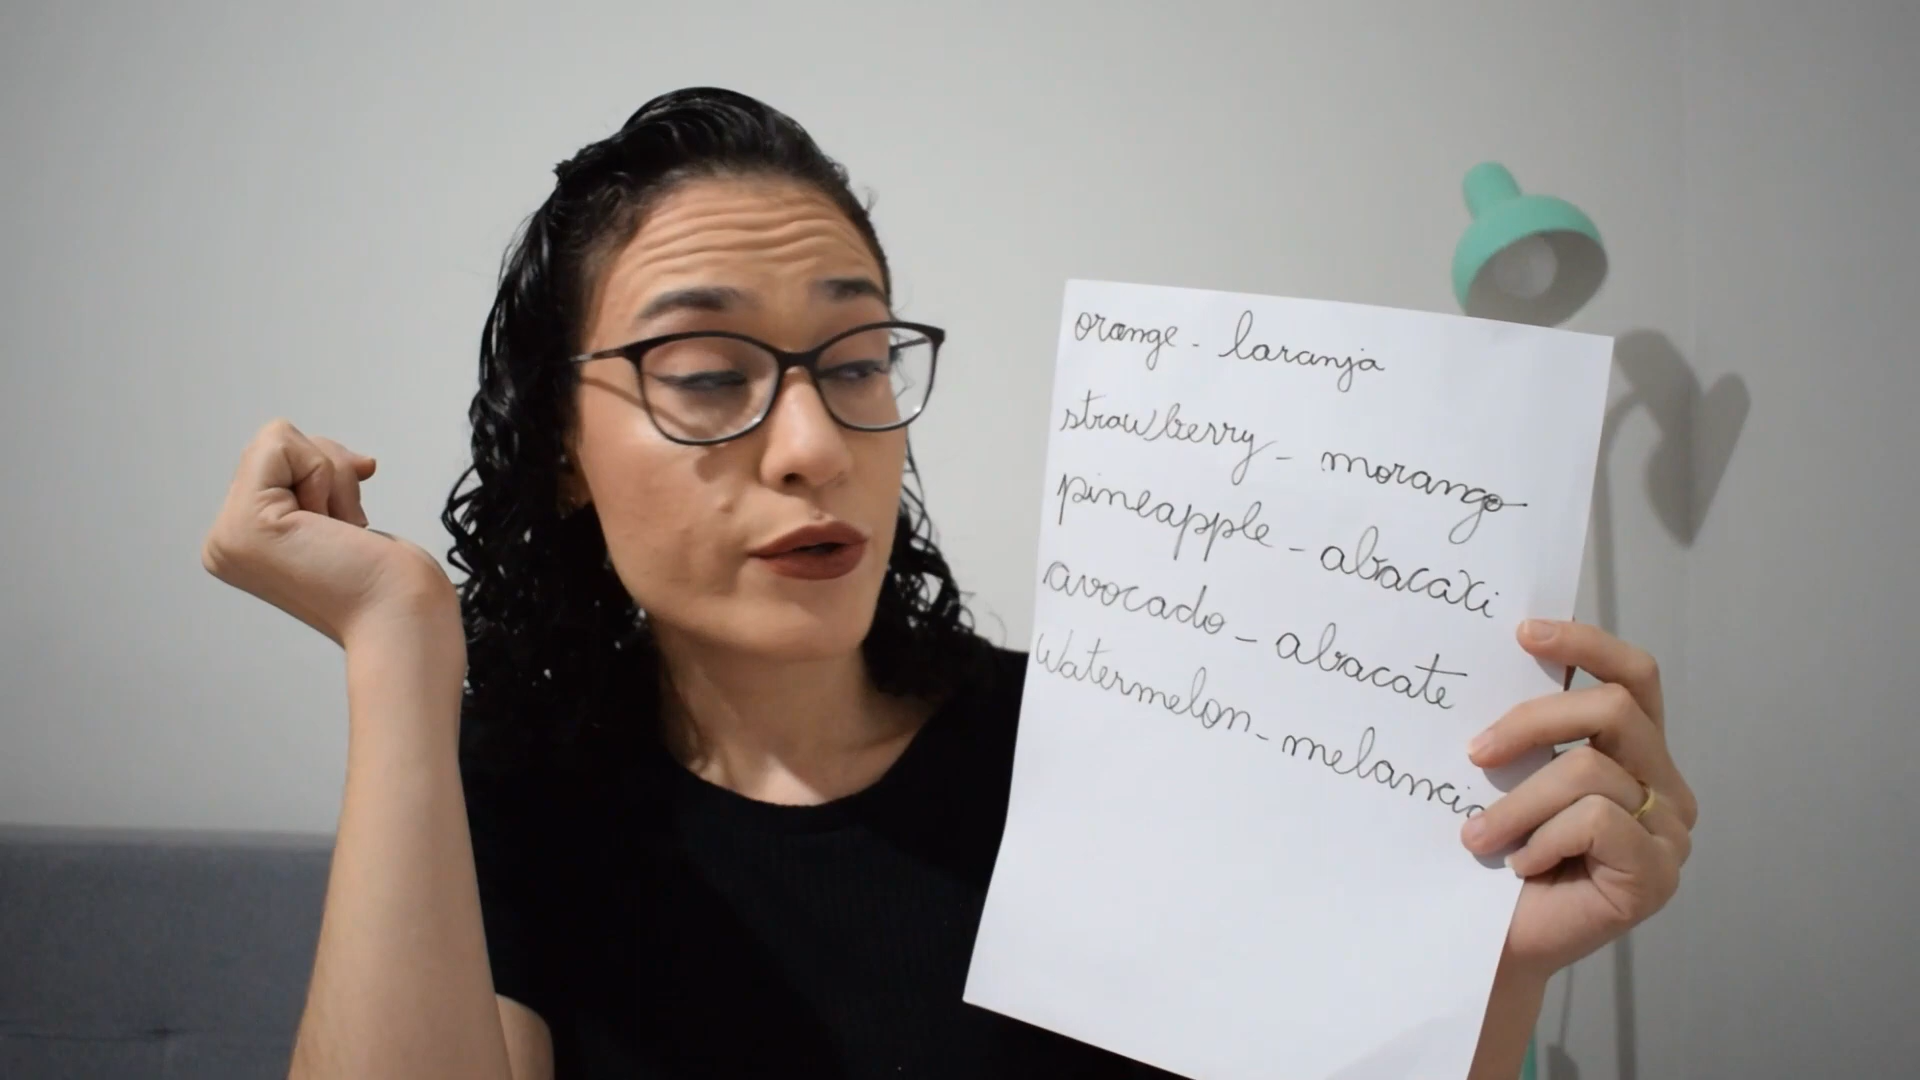 orange - laranja
strawberry - morango
pineapple - abacaxi
avocado - abacate
Watermelon - melancia